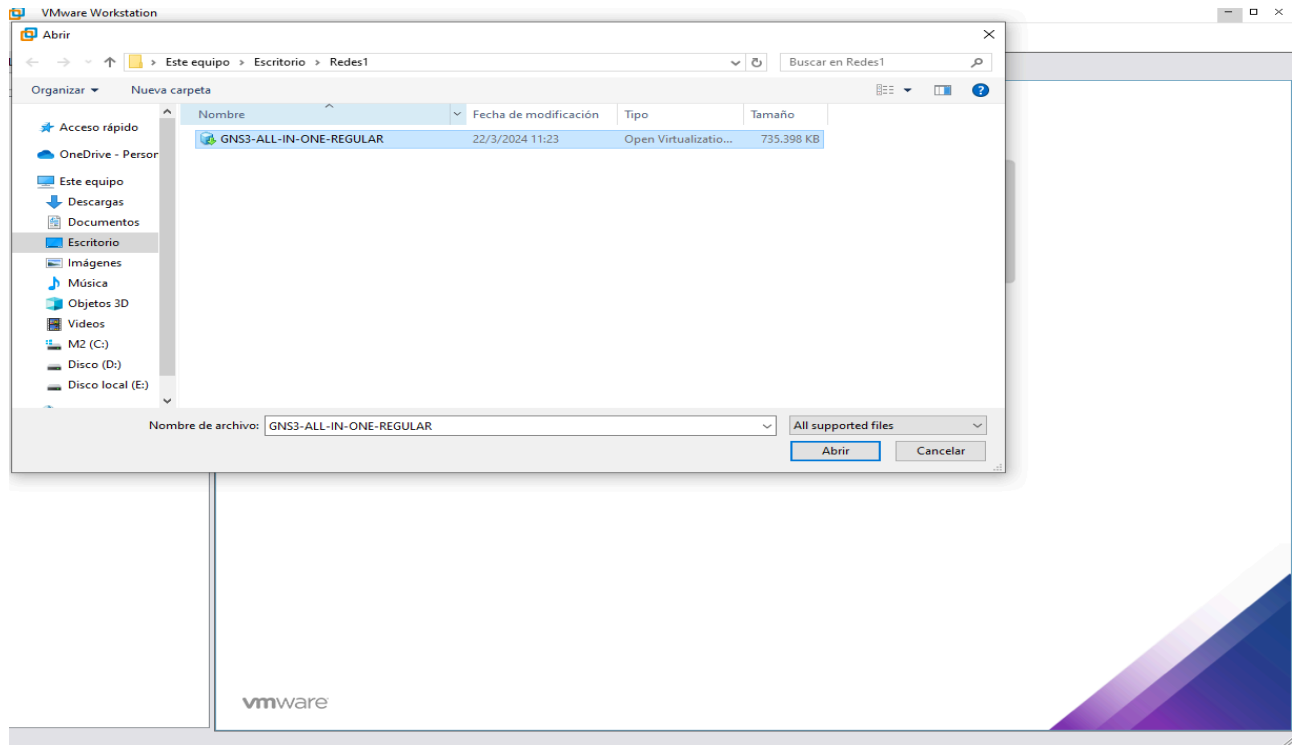 VMware Workstation
Abrir
Este equipo > Escritorio > Redes1
Buscar en Redes1
Organizar
Nueva carpeta
Nombre
Fecha de modificación
Tipo
Tamaño
GNS3-ALL-IN-ONE-REGULAR
22/3/2024 11:23
Open Virtualizatio...
735.398 KB
Acceso rápido
OneDrive - Person
Este equipo
Descargas
Documentos
Escritorio
Imágenes
Música
Objetos 3D
Videos
M2 (C:)
Disco (D:)
Disco local (E:)
Nombre de archivo:
GNS3-ALL-IN-ONE-REGULAR
All supported files
Abrir
Cancelar
vmware